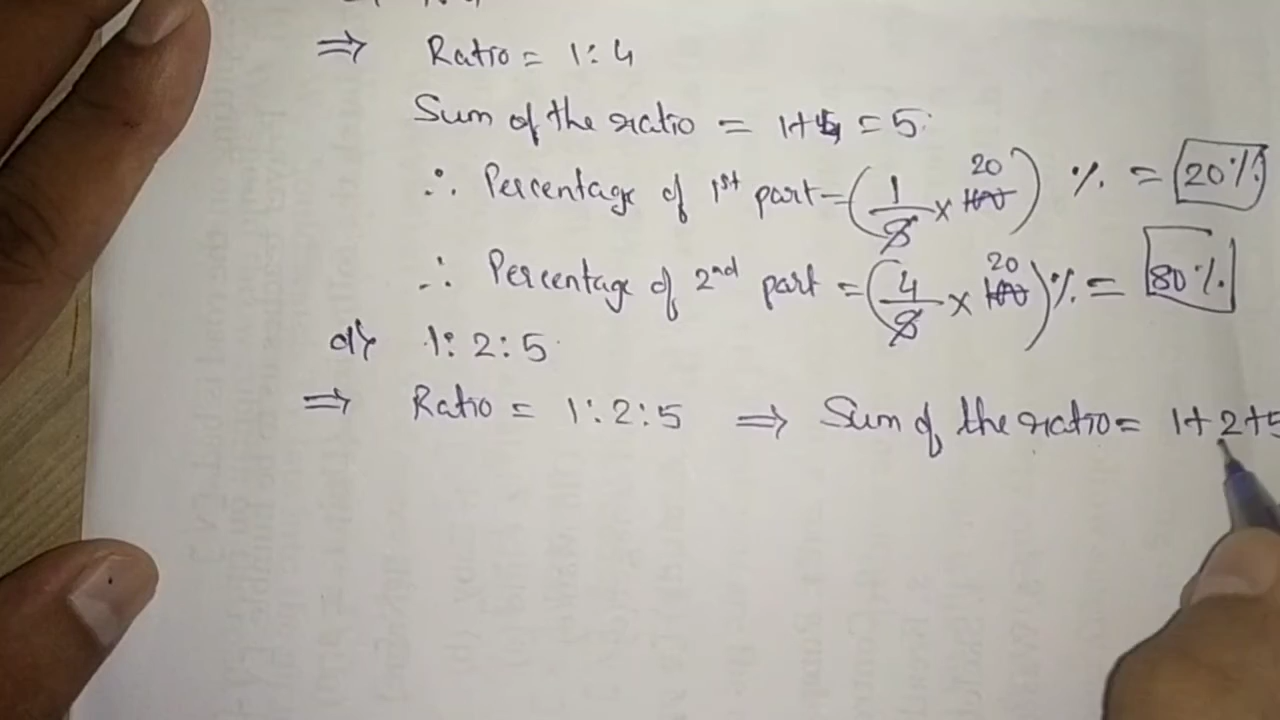 ⇒ Ratio = 1:4
Sum of the ratio = 1+4 = 5
∴ Percentage of 1st part = (1/5 × 100 20) % = 20%
∴ Percentage of 2nd part = (4/5 × 100 20) % = 80%
d) 1:2:5
⇒ Ratio = 1:2:5 ⇒ Sum of the ratio = 1+2+5